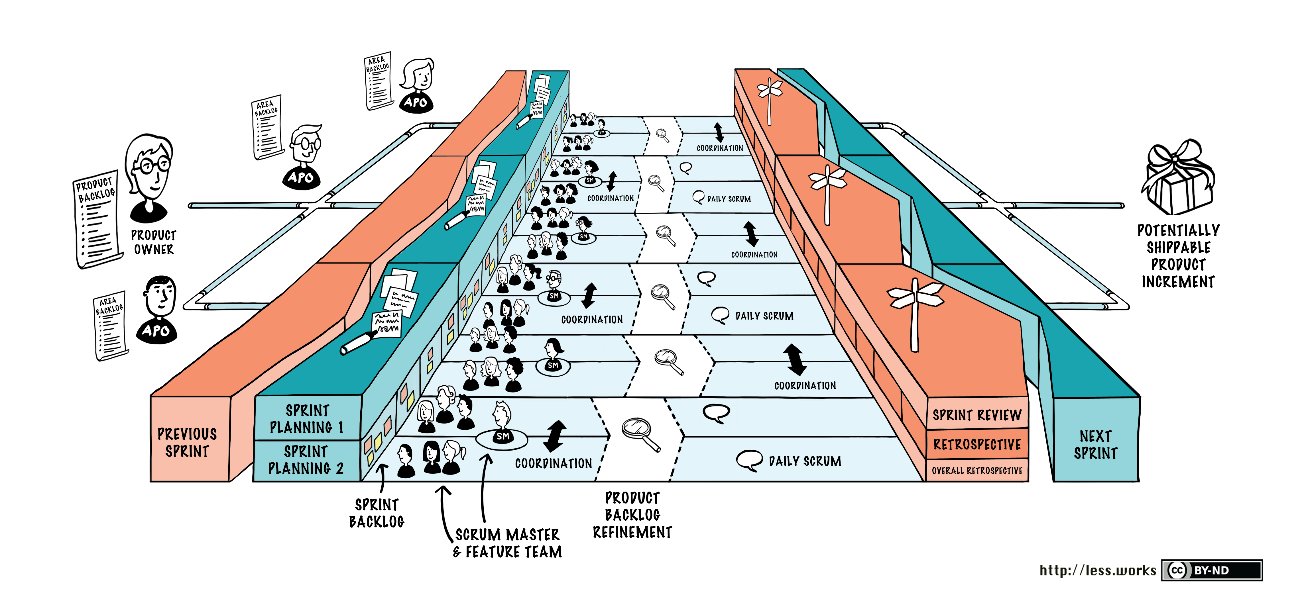 AREA
BACKLOG
APO
AREA
BACKLOG
APO
PRODUCT
BACKLOG
PRODUCT
OWNER
AREA
BACKLOG
APO
COORDINATION
COORDINATION
DAILY SCRUM
COORDINATION
SM
COORDINATION
DAILY SCRUM
SM
COORDINATION
SM
COORDINATION
DAILY SCRUM
PREVIOUS
SPRINT
SPRINT
PLANNING 1
SPRINT
PLANNING 2
SPRINT
BACKLOG
SCRUM MASTER
& FEATURE TEAM
PRODUCT
BACKLOG
REFINEMENT
SPRINT REVIEW
RETROSPECTIVE
OVERALL RETROSPECTIVE
NEXT
SPRINT
POTENTIALLY
SHIPPABLE
PRODUCT
INCREMENT
http://less.works
cc BY-ND